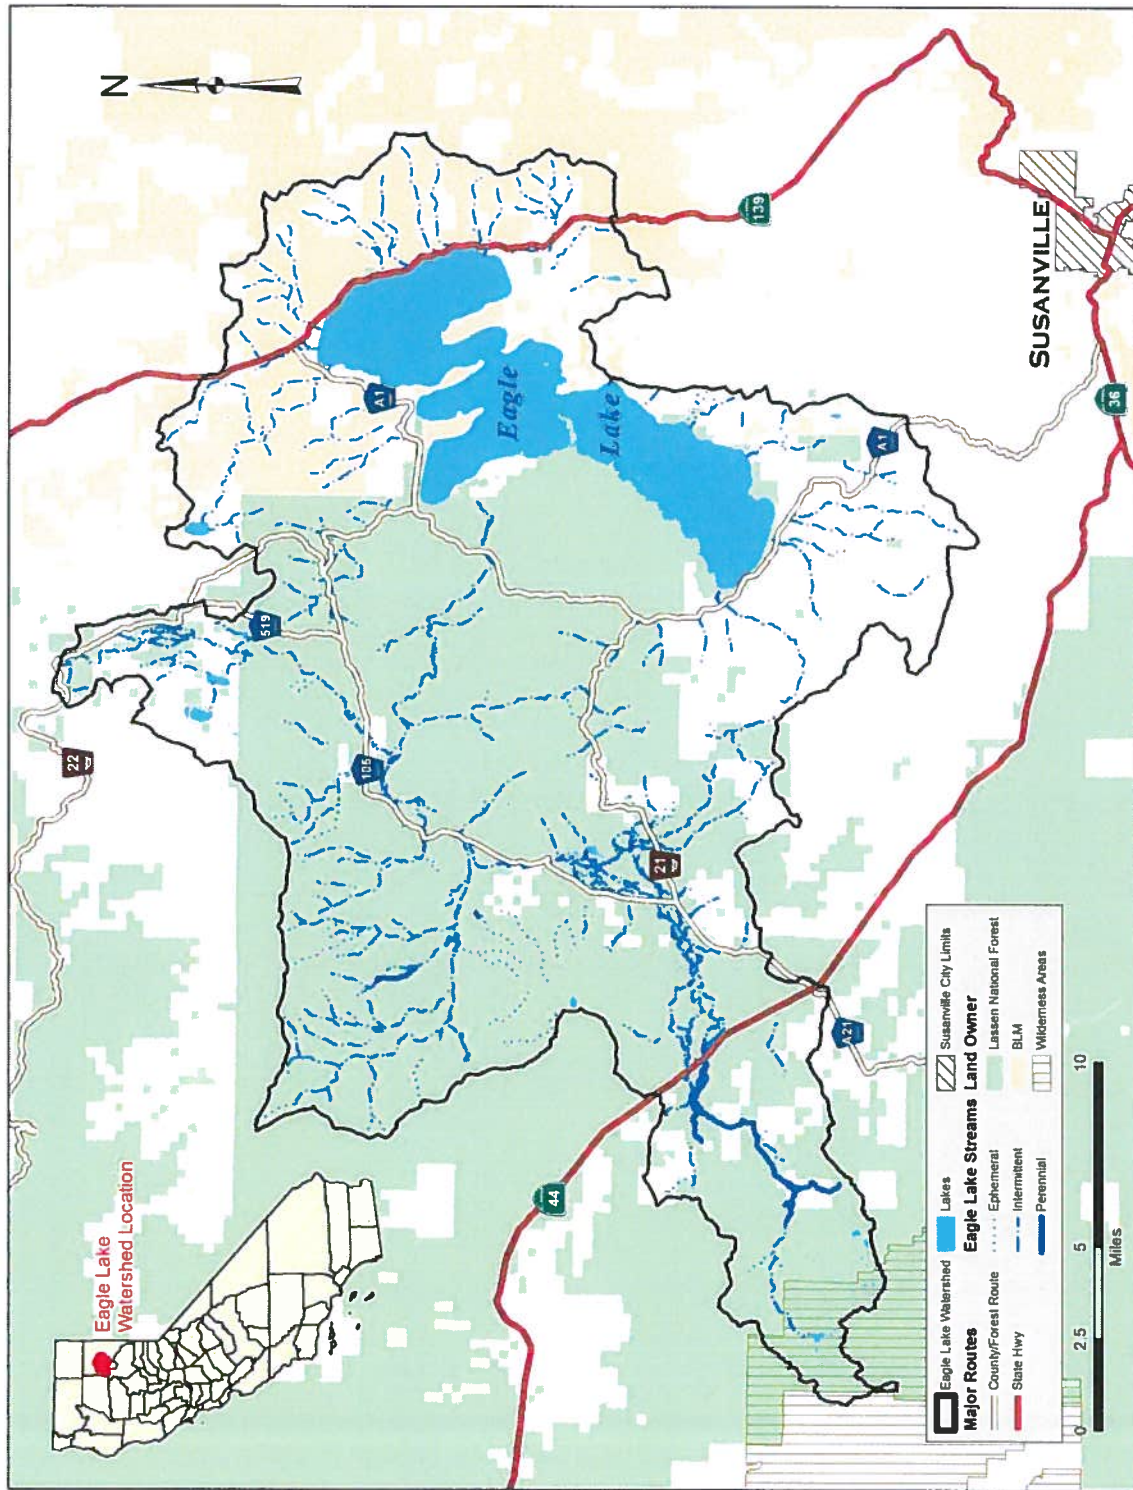 Eagle Lake
Watershed Location
N
22
519
A1
139
105
Eagle
Lake
21
A1
44
A21
36
SUSANVILLE
Eagle Lake Watershed
Lakes
Susanville City Limits
Major Routes
Eagle Lake Streams
Land Owner
County/Forest Route
Ephemeral
Lassen National Forest
State Hwy
Intermittent
BLM
Perennial
Wilderness Areas
0
2.5
5
10
Miles